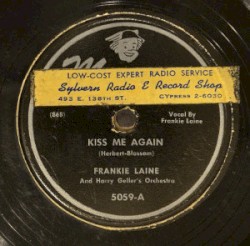 LOW-COST EXPERT RADIO SERVICE
Sylvern Radio & Record Shop
493 E. 138th ST. CYPRESS 2-6030
(868)
Vocal By
Frankie Laine
KISS ME AGAIN
(Herbert-Blossom)
FRANKIE LAINE
And Harry Geller's Orchestra
5059-A